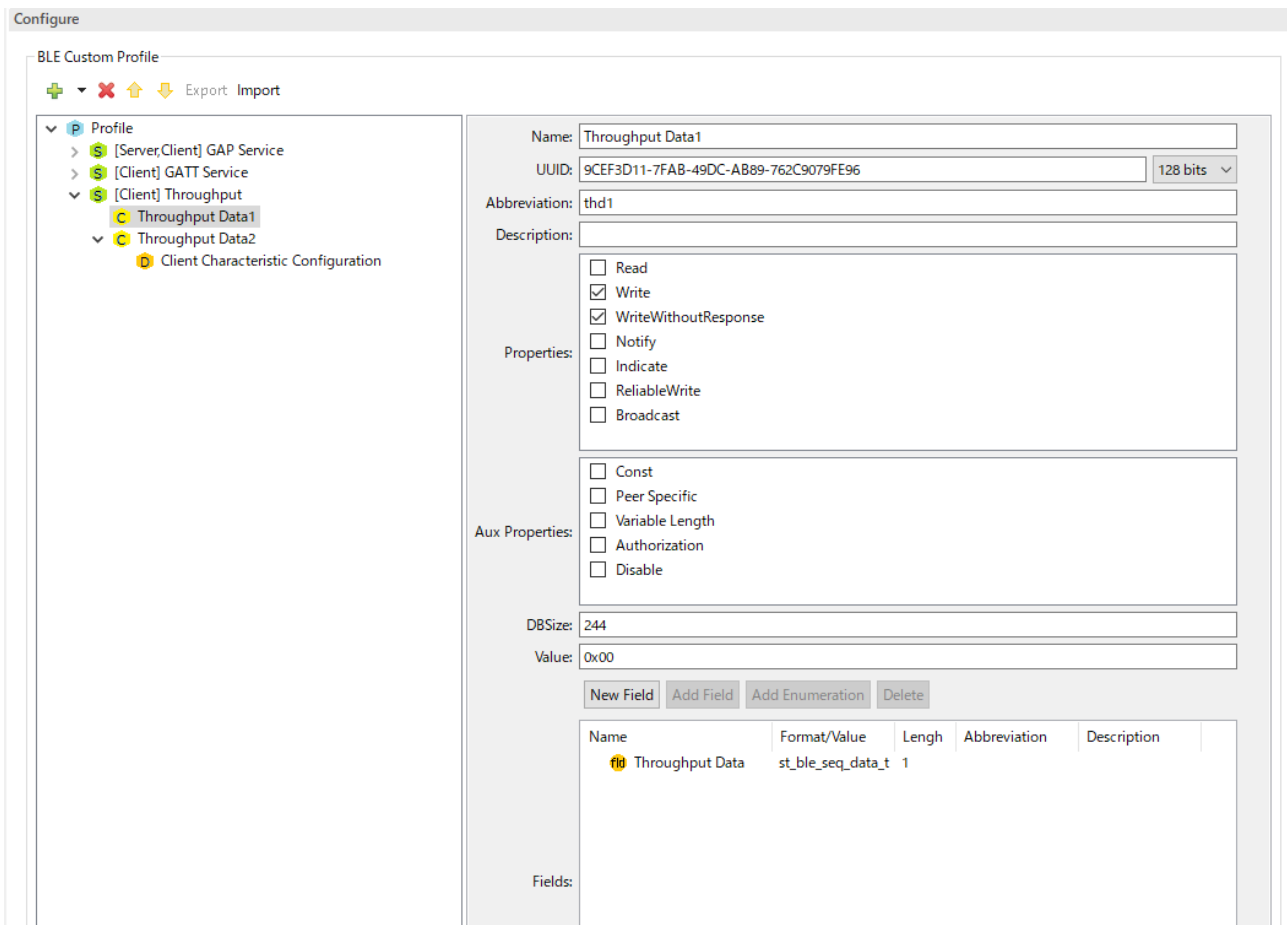 Configure
BLE Custom Profile
Export Import
Profile
[Server,Client] GAP Service
[Client] GATT Service
[Client] Throughput
Throughput Data1
Throughput Data2
Client Characteristic Configuration
Name: Throughput Data1
UUID: 9CEF3D11-7FAB-49DC-AB89-762C9079FE96 128 bits
Abbreviation: thd1
Description:
Properties:
Read
Write
WriteWithoutResponse
Notify
Indicate
ReliableWrite
Broadcast
Aux Properties:
Const
Peer Specific
Variable Length
Authorization
Disable
DBSize: 244
Value: 0x00
New Field Add Field Add Enumeration Delete
Name Format/Value Lengh Abbreviation Description
fld Throughput Data st_ble_seq_data_t 1
Fields: